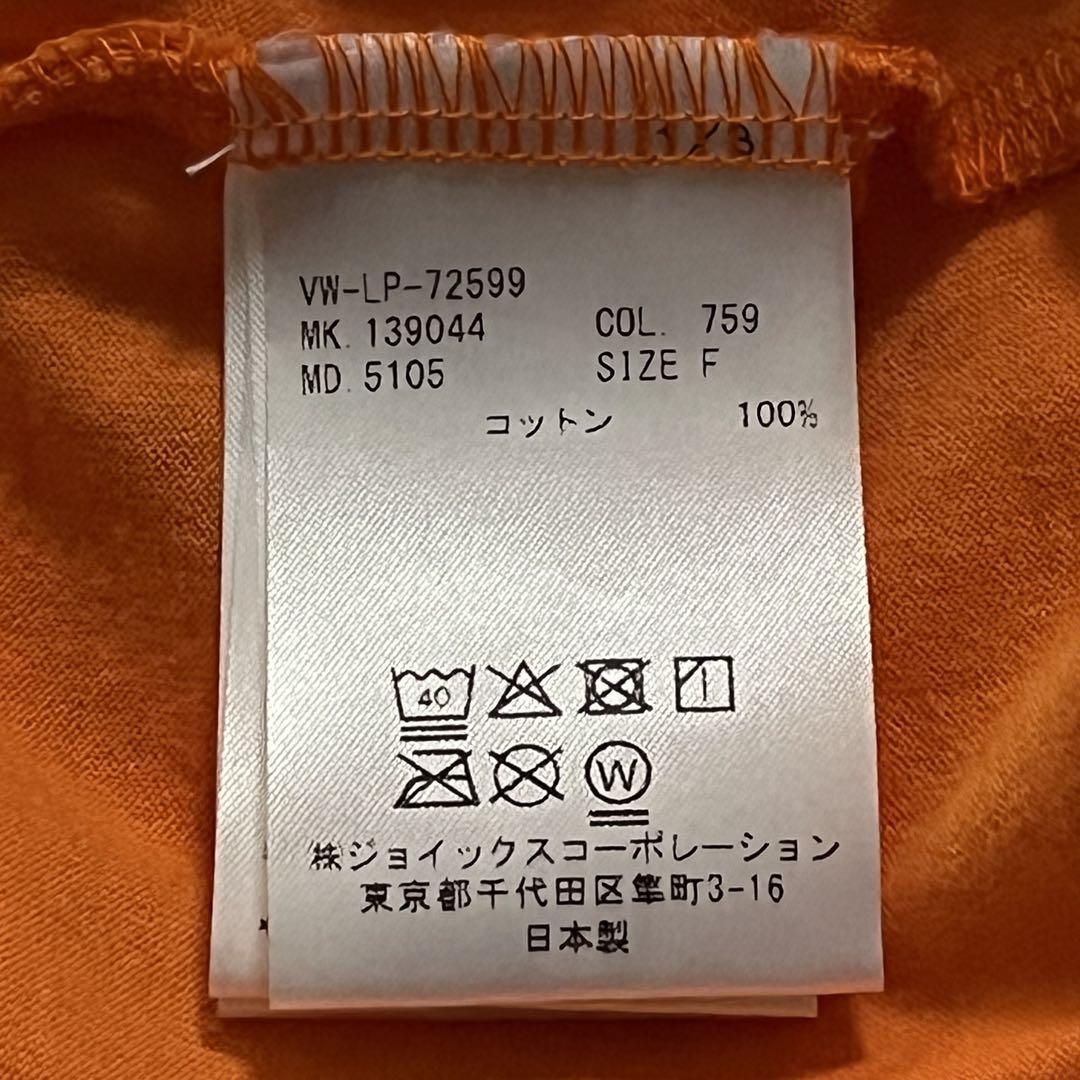 1/3
VW-LP-72599
MK. 139044 COL. 759
MD. 5105 SIZE F
コットン 100%
40
W
㈱ジョイックスコーポレーション
東京都千代田区隼町3-16
日本製